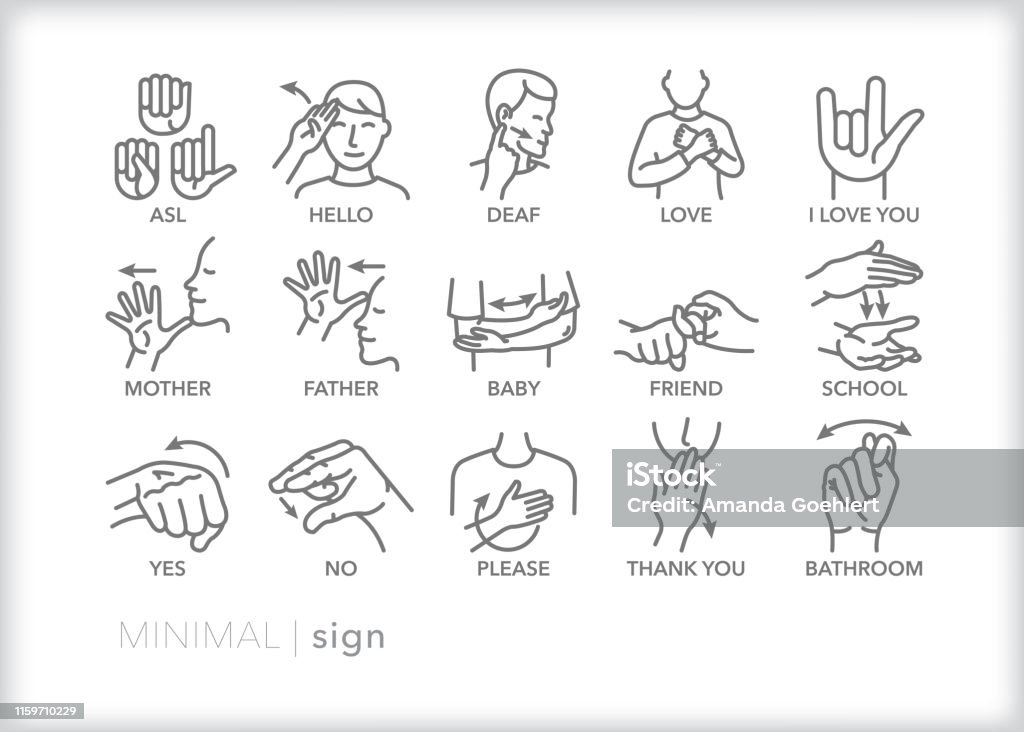 ASL HELLO DEAF LOVE I LOVE YOU
MOTHER FATHER BABY FRIEND SCHOOL
iStock
Credit: Amanda Goehlert
YES NO PLEASE THANK YOU BATHROOM
MINIMAL | sign
1159710229